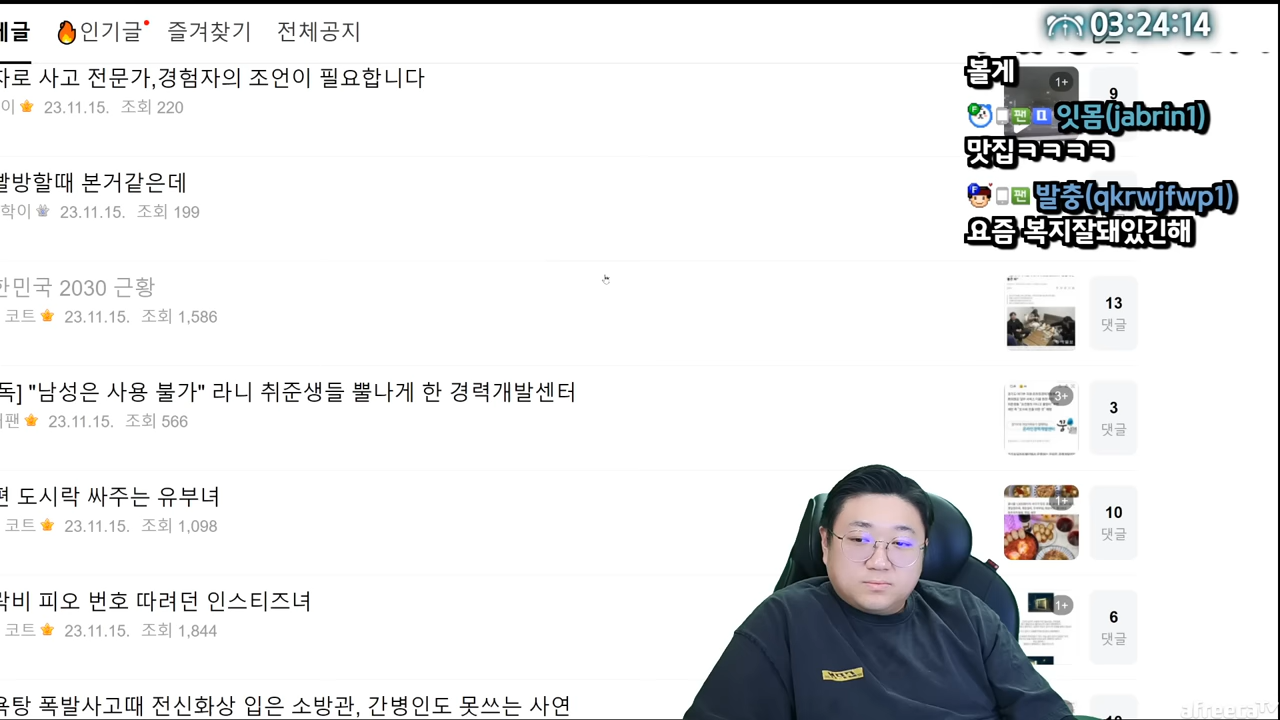 체글 인기글 즐겨찾기 전체공지
03:24:14
자로 사고 전문가,경험자의 조언이 필요합니다
이 23.11.15. 조회 220
1+
9
볼게
잇몸(jabrin1)
맛집ㅋㅋㅋㅋ
발방할때 본거같은데
학이 23.11.15. 조회 199
발충(qkrwjfwp1)
요즘 복지잘돼있긴해
한민국 2030 근황
코트 23.11.15. 조회 1,586
13
댓글
독] "남성은 사용 불가" 라니 취준생들 뿔나게 한 경력개발센터
팬 23.11.15. 조회 566
3+
3
댓글
편 도시락 싸주는 유부녀
코트 23.11.15. 조회 1,098
1+
10
댓글
락비 피오 번호 따려던 인스티즈녀
코트 23.11.15. 조회 1,844
1+
6
댓글
욕탕 폭발사고때 전신화상 입은 소방관, 간병인도 못쓰는 사연
afreecaTV